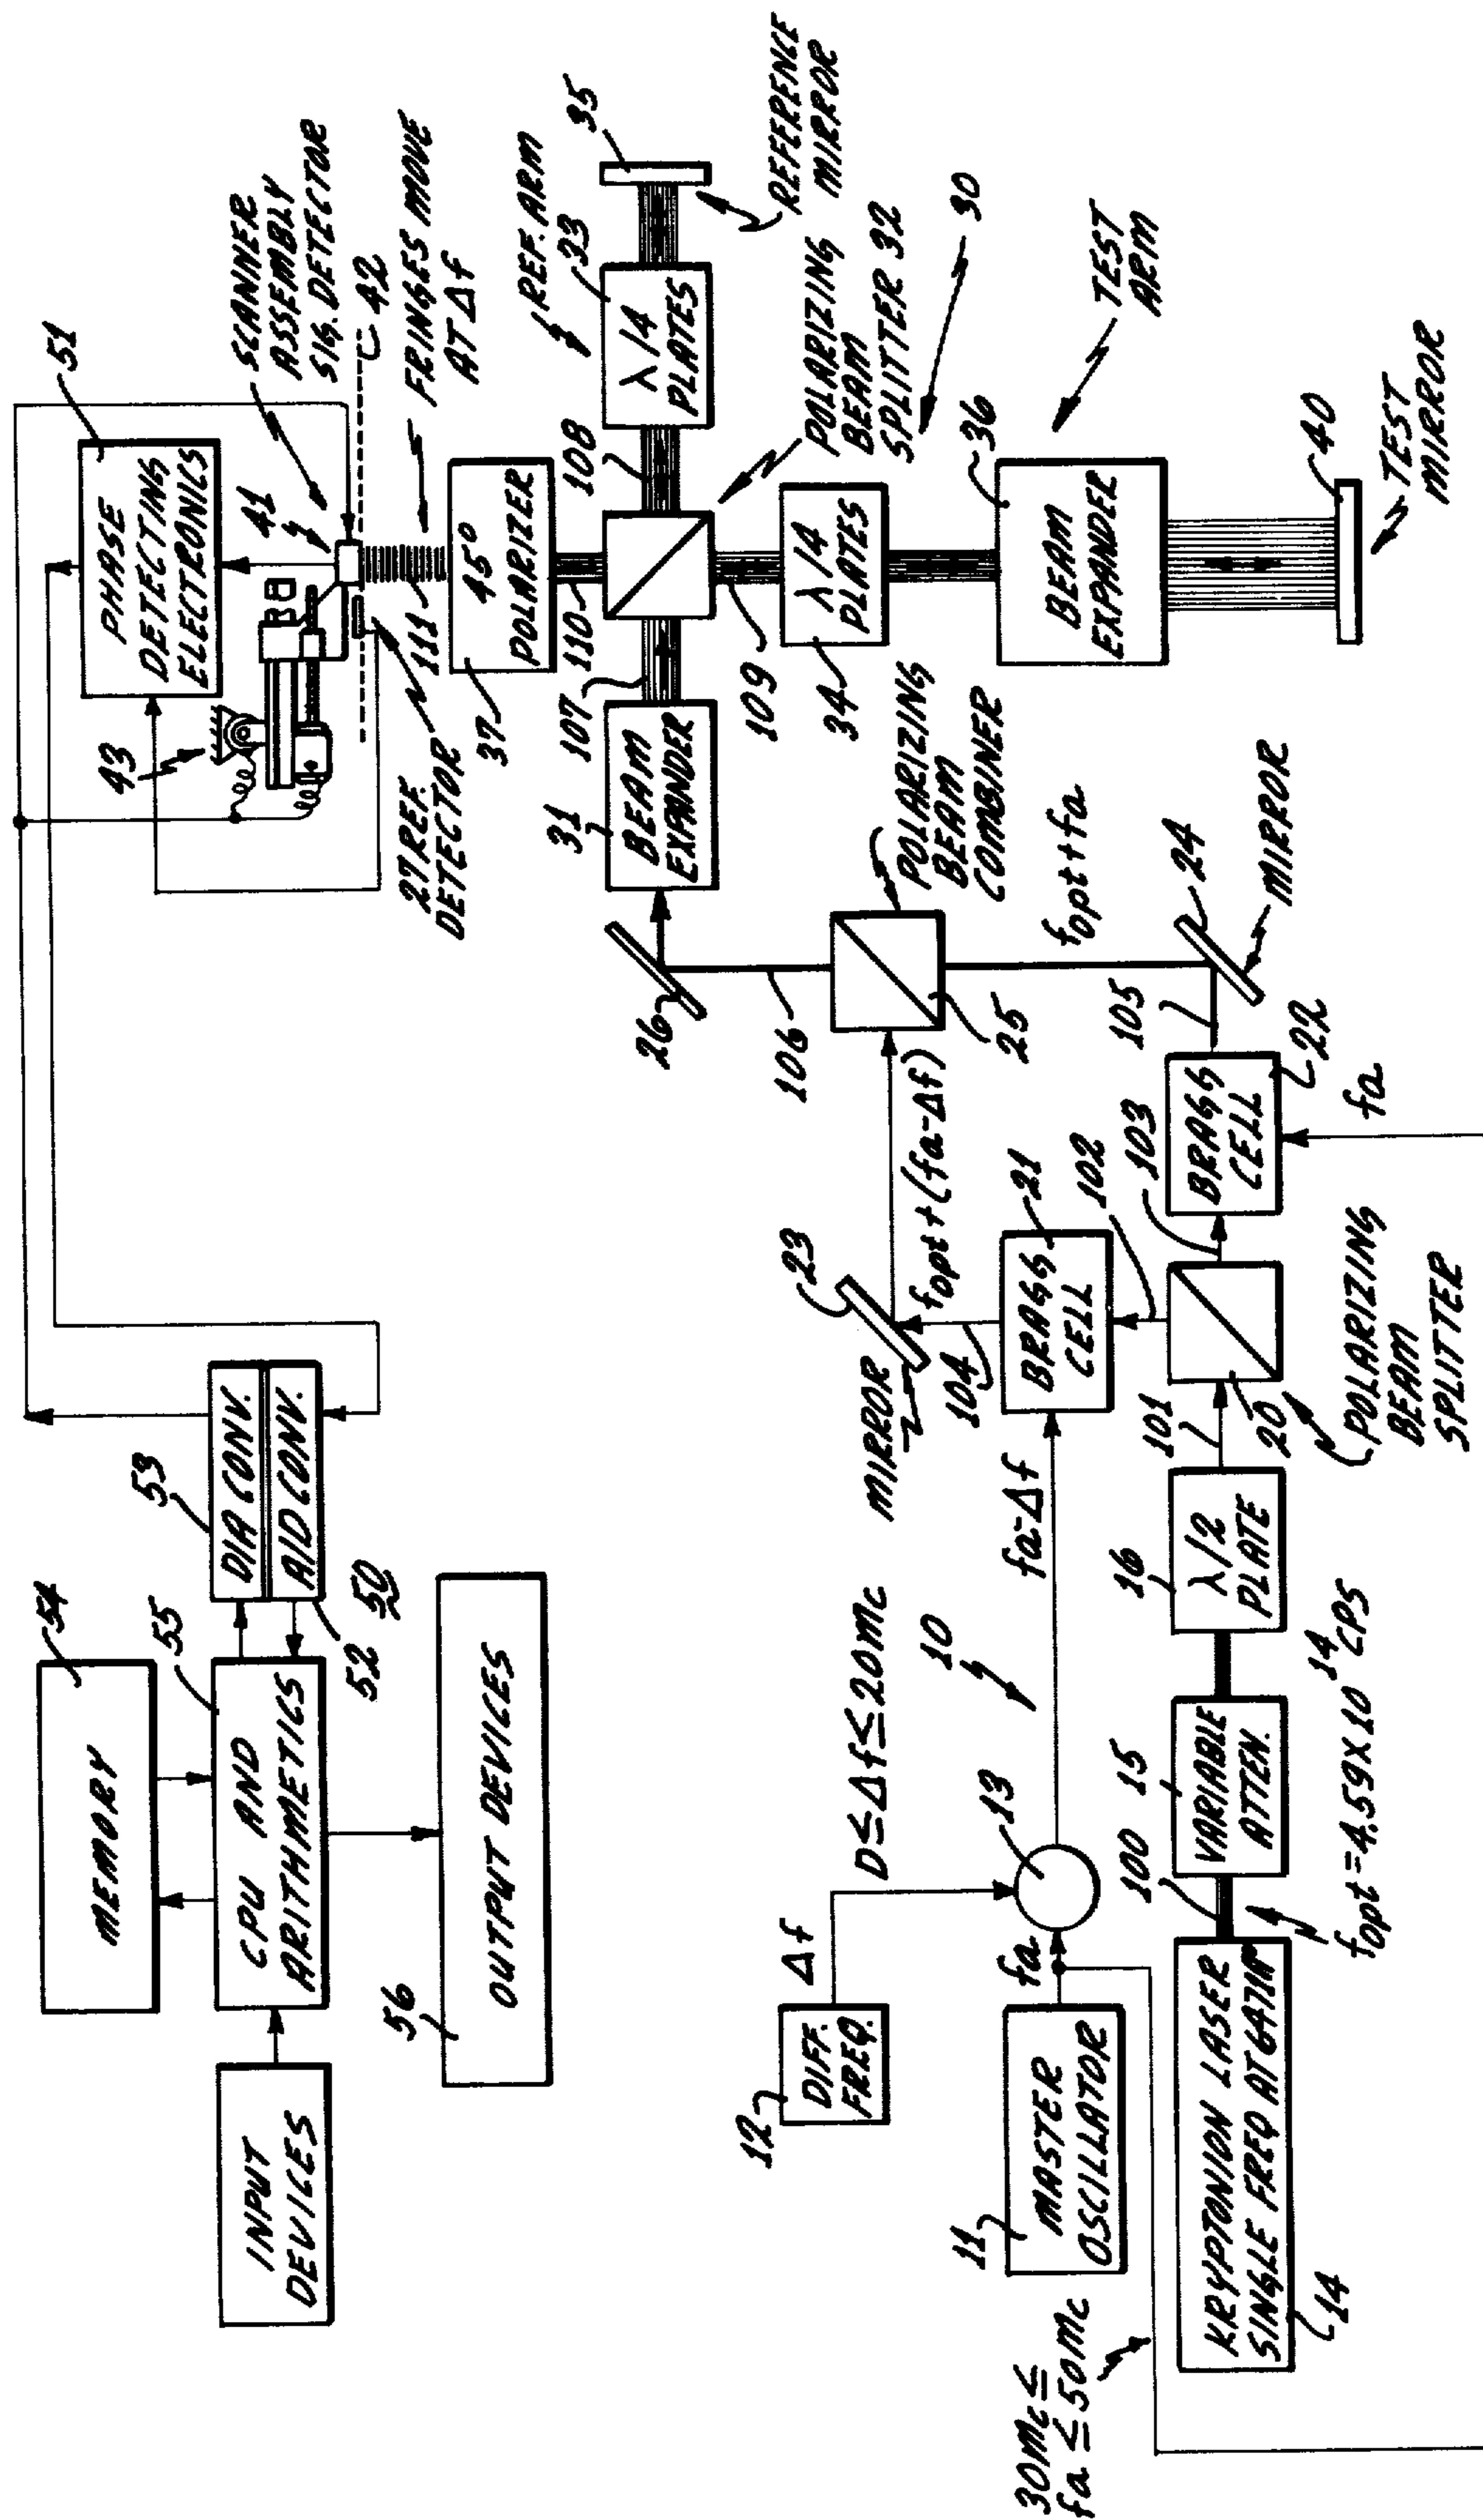 54
MEMORY
55
CPU AND
ARITHMETICS
INPUT
DEVICES
53
D/A CONV.
A/D CONV.
52
50
56
OUTPUT DEVICES
51
PHASE
DETECTING
ELECTRONICS
SCANNER
ASSEMBLY
SIG. DETECTOR
41
42
43
27 REF.
DETECTOR
111
FRINGES MOVE
AT Δf
37
45°
POLARIZER
REF. ARM
33
λ/4
PLATES
35
REFERENCE
MIRROR
110
108
107
109
31
BEAM
EXPANDER
POLARIZING
BEAM
SPLITTER 32
30
34
λ/4
PLATES
36
BEAM
EXPANDER
TEST
ARM
40
TEST
MIRROR
26
106
POLARIZING
BEAM
COMBINER
25
fopt+fa
24
MIRROR
105
23
MIRROR
fopt+(fa-Δf)
104
21
BRAGG
CELL
102
103
22
BRAGG
CELL
fa
20
POLARIZING
BEAM
SPLITTER
101
16
λ/2
PLATE
15
VARIABLE
ATTEN.
100
fopt = 4.59 x 10 14 CPS
10
fa-Δf
D≤Δf≤20mc
12
DIFF.
FREQ.
Δf
13
fa
11
MASTER
OSCILLATOR
30mc≤
fa≤50mc
KRYPTONION LASER
SINGLE FREQ AT 6471A°
14